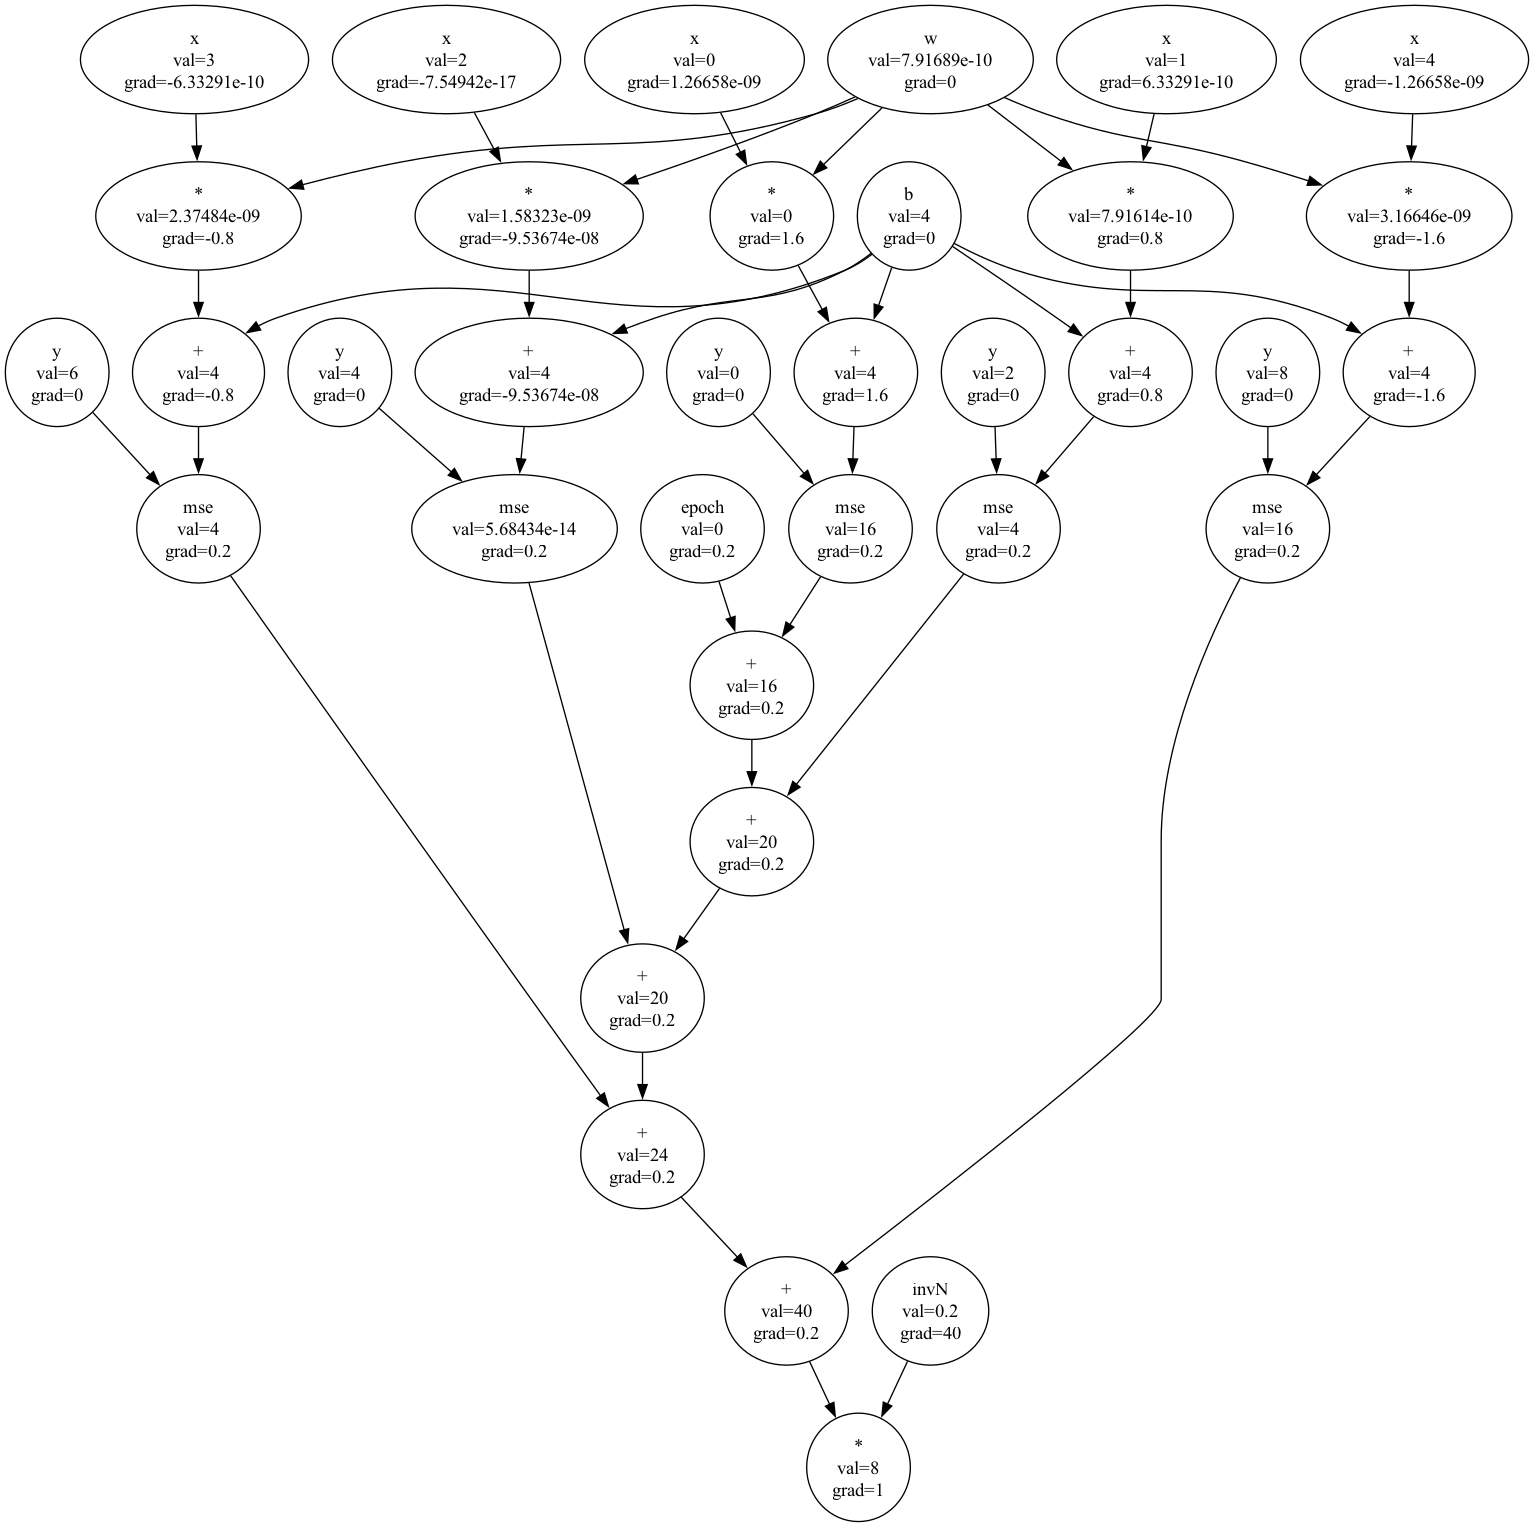 x
val=3
grad=-6.33291e-10
x
val=2
grad=-7.54942e-17
x
val=0
grad=1.26658e-09
w
val=7.91689e-10
grad=0
x
val=1
grad=6.33291e-10
x
val=4
grad=-1.26658e-09
*
val=2.37484e-09
grad=-0.8
*
val=1.58323e-09
grad=-9.53674e-08
*
val=0
grad=1.6
b
val=4
grad=0
*
val=7.91614e-10
grad=0.8
*
val=3.16646e-09
grad=-1.6
y
val=6
grad=0
+
val=4
grad=-0.8
y
val=4
grad=0
+
val=4
grad=-9.53674e-08
y
val=0
grad=0
+
val=4
grad=1.6
y
val=2
grad=0
+
val=4
grad=0.8
y
val=8
grad=0
+
val=4
grad=-1.6
mse
val=4
grad=0.2
mse
val=5.68434e-14
grad=0.2
epoch
val=0
grad=0.2
mse
val=16
grad=0.2
mse
val=4
grad=0.2
mse
val=16
grad=0.2
+
val=16
grad=0.2
+
val=20
grad=0.2
+
val=20
grad=0.2
+
val=24
grad=0.2
+
val=40
grad=0.2
invN
val=0.2
grad=40
*
val=8
grad=1